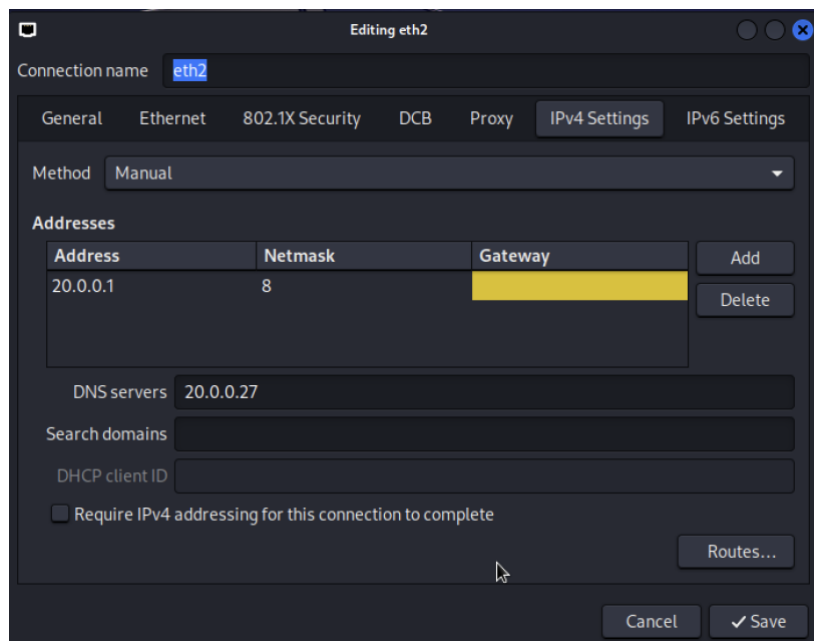 Editing eth2
Connection name eth2
General Ethernet 802.1X Security DCB Proxy IPv4 Settings IPv6 Settings
Method Manual
Addresses
Address Netmask Gateway Add
20.0.0.1 8
Delete
DNS servers 20.0.0.27
Search domains
DHCP client ID
Require IPv4 addressing for this connection to complete
Routes...
Cancel Save